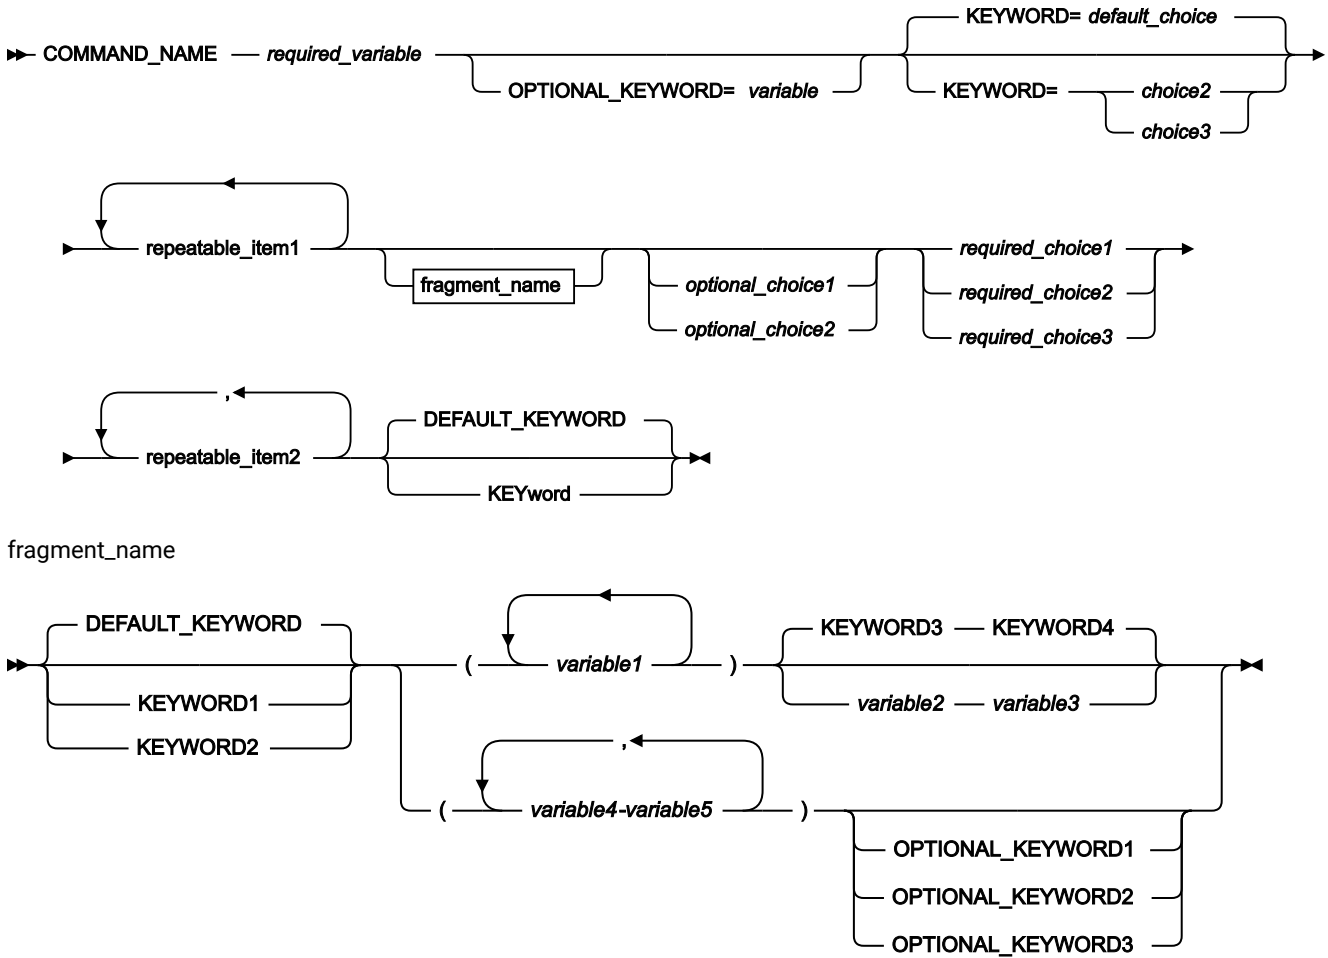 KEYWORD= default_choice
COMMAND_NAME required_variable
OPTIONAL_KEYWORD= variable KEYWORD= choice2
choice3
repeatable_item1 required_choice1
fragment_name optional_choice1 required_choice2
optional_choice2 required_choice3
,
DEFAULT_KEYWORD
repeatable_item2
KEYword
fragment_name
DEFAULT_KEYWORD KEYWORD3 KEYWORD4
( variable1 )
KEYWORD1 variable2 variable3
KEYWORD2
,
( variable4-variable5 )
OPTIONAL_KEYWORD1
OPTIONAL_KEYWORD2
OPTIONAL_KEYWORD3